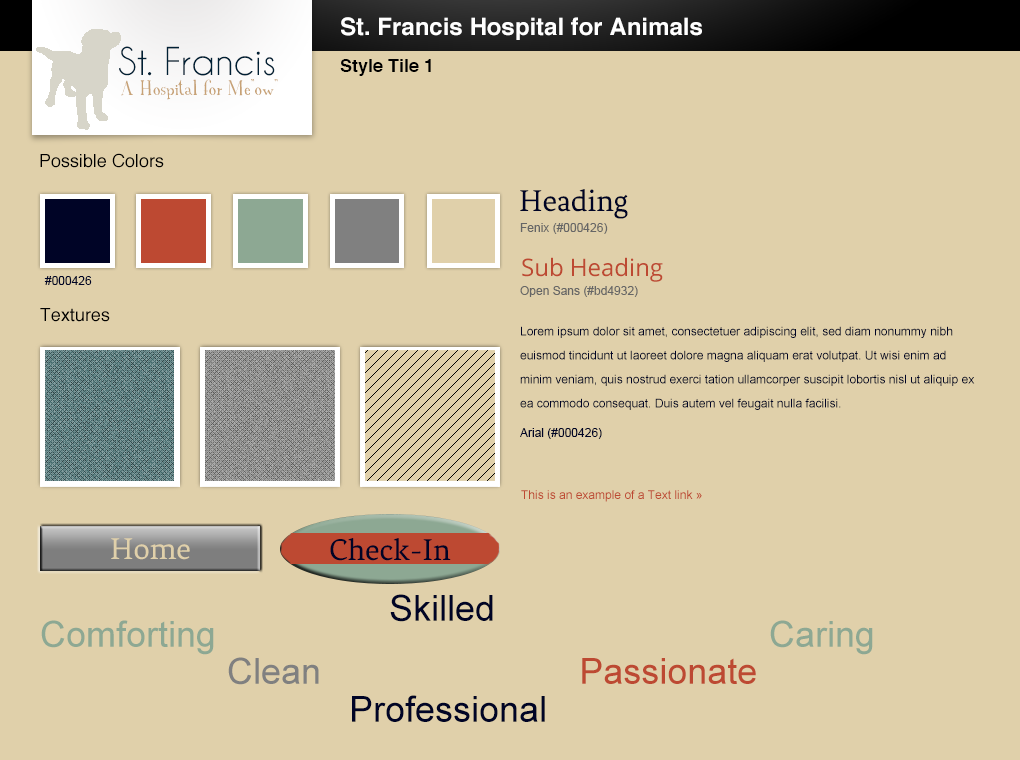 St. Francis Hospital for Animals
St. Francis
A Hospital for Me"ow"
Style Tile 1
Possible Colors
#000426
Heading
Fenix (#000426)
Sub Heading
Open Sans (#bd4932)
Textures
Lorem ipsum dolor sit amet, consectetuer adipiscing elit, sed diam nonummy nibh
euismod tincidunt ut laoreet dolore magna aliquam erat volutpat. Ut wisi enim ad
minim veniam, quis nostrud exerci tation ullamcorper suscipit lobortis nisl ut aliquip ex
ea commodo consequat. Duis autem vel feugait nulla facilisi.
Arial (#000426)
This is an example of a Text link »
Home
Check-In
Skilled
Comforting
Caring
Clean
Passionate
Professional